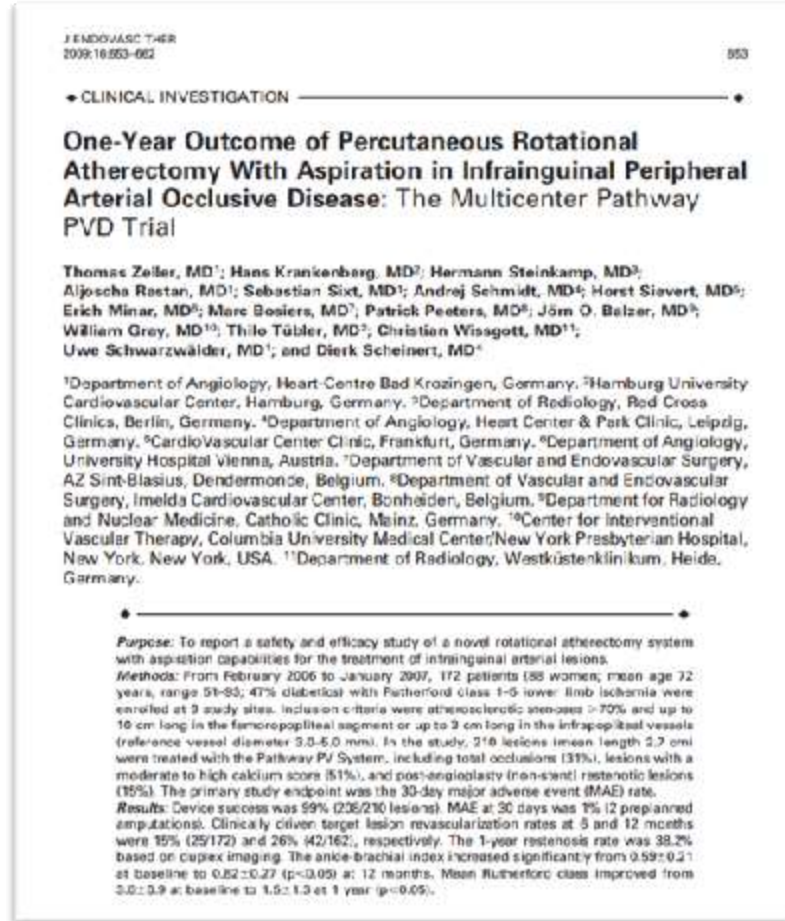 J ENDOVASC THER
2009;16:653–662
653
CLINICAL INVESTIGATION
One-Year Outcome of Percutaneous Rotational
Atherectomy With Aspiration in Infrainguinal Peripheral
Arterial Occlusive Disease: The Multicenter Pathway
PVD Trial
Thomas Zeller, MD¹; Hans Krankenberg, MD²; Hermann Steinkamp, MD³;
Aljoscha Rastan, MD¹; Sebastian Sixt, MD¹; Andrej Schmidt, MD⁴; Horst Sievert, MD⁵;
Erich Minar, MD⁶; Marc Bosiers, MD⁷; Patrick Peeters, MD⁸; Jörn O. Balzer, MD⁹;
William Gray, MD¹⁰; Thilo Tübler, MD²; Christian Wissgott, MD¹¹;
Uwe Schwarzwälder, MD¹; and Dierk Scheinert, MD⁴
¹Department of Angiology, Heart-Centre Bad Krozingen, Germany. ²Hamburg University
Cardiovascular Center, Hamburg, Germany. ³Department of Radiology, Red Cross
Clinics, Berlin, Germany. ⁴Department of Angiology, Heart Center & Park Clinic, Leipzig,
Germany. ⁵CardioVascular Center Clinic, Frankfurt, Germany. ⁶Department of Angiology,
University Hospital Vienna, Austria. ⁷Department of Vascular and Endovascular Surgery,
AZ Sint-Blasius, Dendermonde, Belgium. ⁸Department of Vascular and Endovascular
Surgery, Imelda Cardiovascular Center, Bonheiden, Belgium. ⁹Department for Radiology
and Nuclear Medicine, Catholic Clinic, Mainz, Germany. ¹⁰Center for Interventional
Vascular Therapy, Columbia University Medical Center/New York Presbyterian Hospital,
New York, New York, USA. ¹¹Department of Radiology, Westküstenklinikum, Heide,
Germany.
Purpose: To report a safety and efficacy study of a novel rotational atherectomy system
with aspiration capabilities for the treatment of infrainguinal arterial lesions.
Methods: From February 2006 to January 2007, 172 patients (88 women; mean age 72
years, range 51–93; 47% diabetics) with Rutherford class 1–5 lower limb ischemia were
enrolled at 9 study sites. Inclusion criteria were atherosclerotic stenoses >70% and up to
10 cm long in the femoropopliteal segment or up to 3 cm long in the infrapopliteal vessels
(reference vessel diameter 3.0–5.0 mm). In the study, 210 lesions (mean length 2.7 cm)
were treated with the Pathway PV System, including total occlusions (31%), lesions with a
moderate to high calcium score (51%), and post-angioplasty (non-stent) restenotic lesions
(15%). The primary study endpoint was the 30-day major adverse event (MAE) rate.
Results: Device success was 99% (208/210 lesions). MAE at 30 days was 1% (2 preplanned
amputations). Clinically driven target lesion revascularization rates at 6 and 12 months
were 15% (25/172) and 26% (42/162), respectively. The 1-year restenosis rate was 38.2%
based on duplex imaging. The ankle-brachial index increased significantly from 0.59±0.21
at baseline to 0.82±0.27 (p<0.05) at 12 months. Mean Rutherford class improved from
3.0±0.9 at baseline to 1.5±1.3 at 1 year (p<0.05).